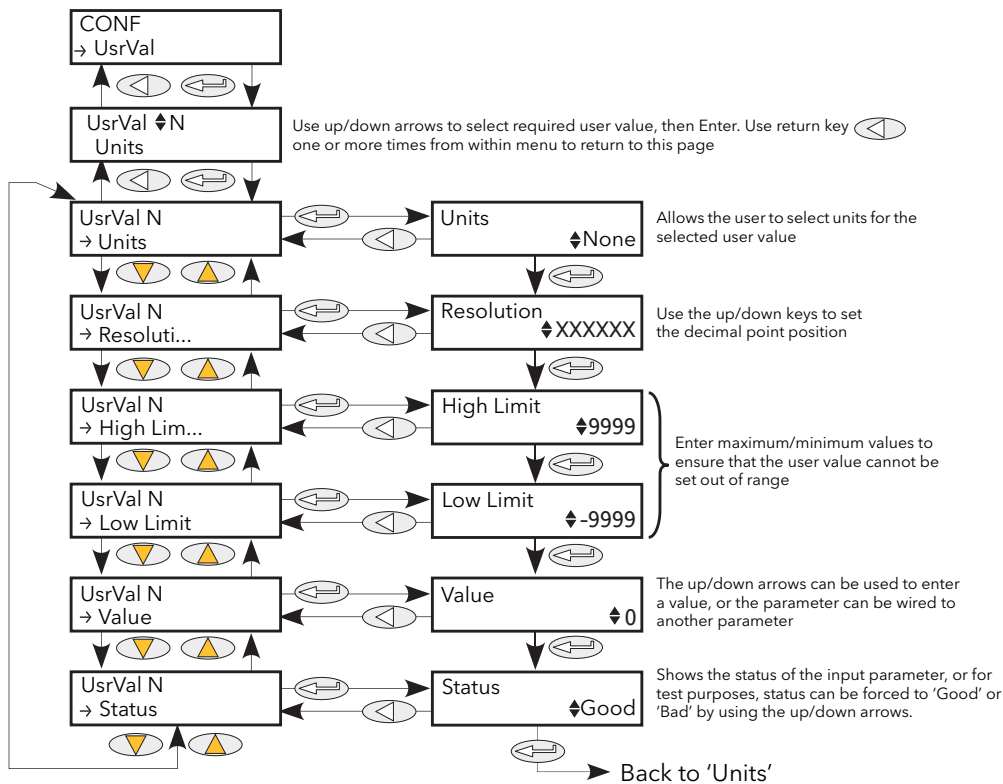 CONF
→ UsrVal
UsrVal ♦N
Units
Use up/down arrows to select required user value, then Enter. Use return key
one or more times from within menu to return to this page
UsrVal N
→ Units
Units
♦None
Allows the user to select units for the
selected user value
UsrVal N
→ Resoluti...
Resolution
♦XXXXXX
Use the up/down keys to set
the decimal point position
UsrVal N
→ High Lim...
High Limit
♦9999
UsrVal N
→ Low Limit
Low Limit
♦-9999
Enter maximum/minimum values to
ensure that the user value cannot be
set out of range
UsrVal N
→ Value
Value
♦0
The up/down arrows can be used to enter
a value, or the parameter can be wired to
another parameter
UsrVal N
→ Status
Status
♦Good
Shows the status of the input parameter, or for
test purposes, status can be forced to ‘Good’ or
‘Bad’ by using the up/down arrows.
Back to ‘Units’